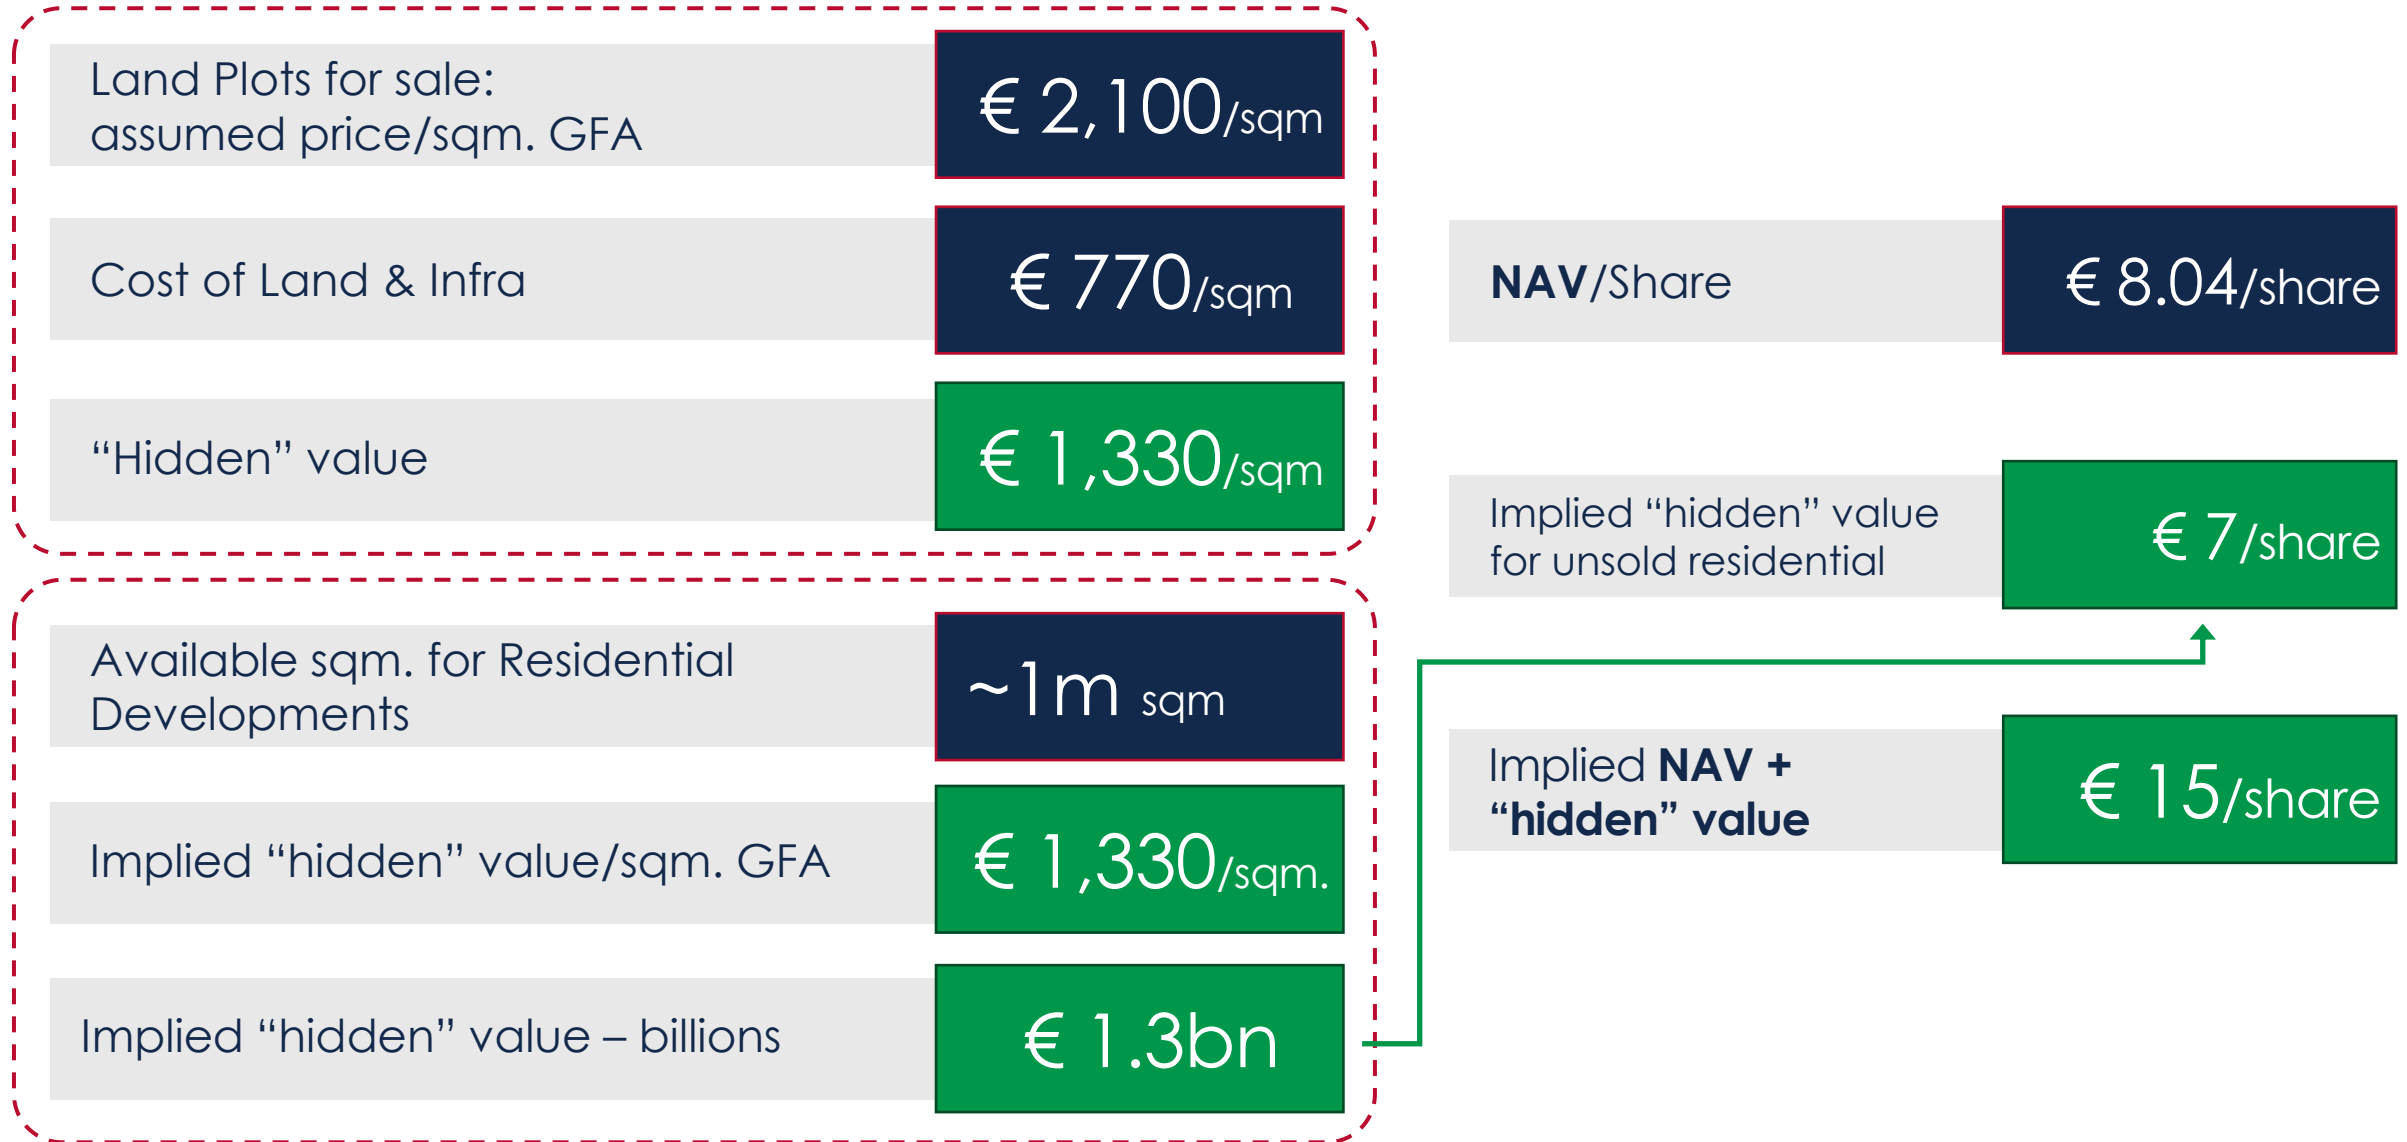 Land Plots for sale:
assumed price/sqm. GFA
€ 2,100/sqm
Cost of Land & Infra
€ 770/sqm
“Hidden” value
€ 1,330/sqm
Available sqm. for Residential
Developments
~1m sqm
Implied “hidden” value/sqm. GFA
€ 1,330/sqm.
Implied “hidden” value – billions
€ 1.3bn
NAV/Share
€ 8.04/share
Implied “hidden” value
for unsold residential
€ 7/share
Implied NAV +
“hidden” value
€ 15/share